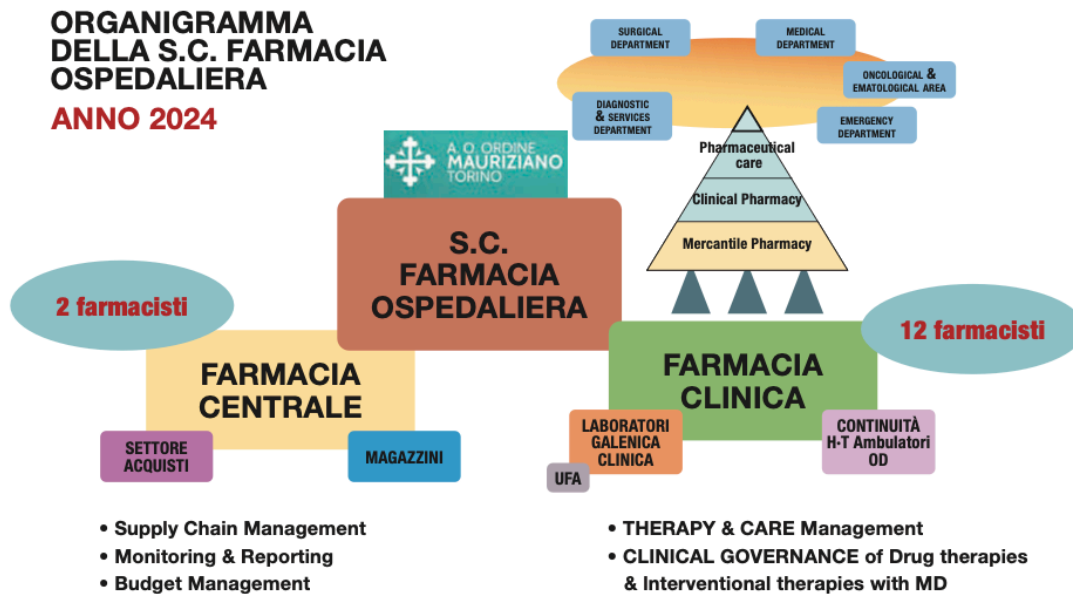 ORGANIGRAMMA
DELLA S.C. FARMACIA
OSPEDALIERA
ANNO 2024
SURGICAL
DEPARTMENT
MEDICAL
DEPARTMENT
ONCOLOGICAL &
EMATOLOGICAL AREA
DIAGNOSTIC
& SERVICES
DEPARTMENT
EMERGENCY
DEPARTMENT
Pharmaceutical
care
Clinical Pharmacy
Mercantile Pharmacy
A. O. ORDINE
MAURIZIANO
TORINO
S.C.
FARMACIA
OSPEDALIERA
2 farmacisti
12 farmacisti
FARMACIA
CENTRALE
FARMACIA
CLINICA
SETTORE
ACQUISTI
MAGAZZINI
LABORATORI
GALENICA
CLINICA
UFA
CONTINUITÀ
H-T Ambulatori
OD
• Supply Chain Management
• Monitoring & Reporting
• Budget Management
• THERAPY & CARE Management
• CLINICAL GOVERNANCE of Drug therapies
& Interventional therapies with MD